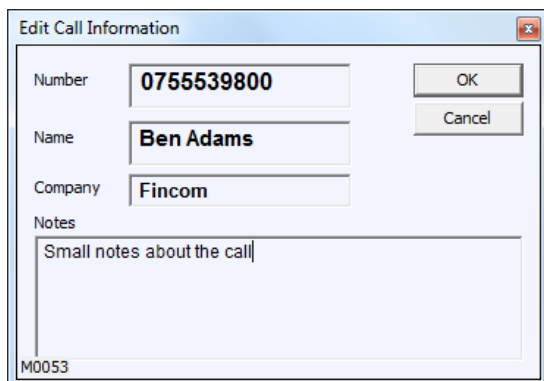 Edit Call Information
Number 0755539800
OK
Cancel
Name Ben Adams
Company Fincom
Notes
Small notes about the call
M0053